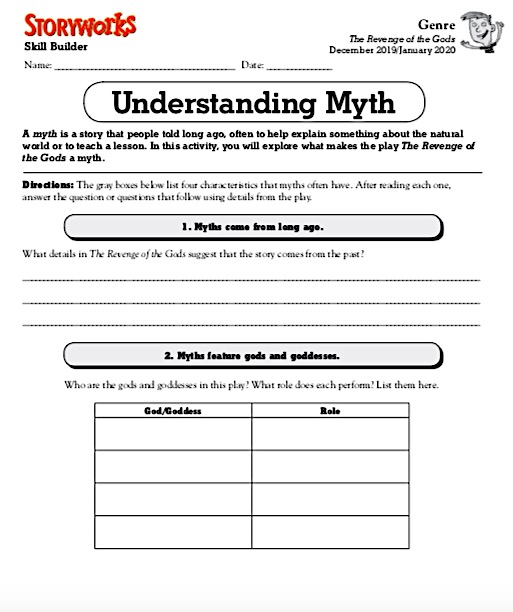 STORYWORKS
Skill Builder
Genre
The Revenge of the Gods
December 2019/January 2020
Name: ______ Date: ______
Understanding Myth
A myth is a story that people told long ago, often to help explain something about the natural
world or to teach a lesson. In this activity, you will explore what makes the play The Revenge of
the Gods a myth.
Directions: The gray boxes below list four characteristics that myths often have. After reading each one,
answer the question or questions that follow using details from the play.
1. Myths come from long ago.
What details in The Revenge of the Gods suggest that the story comes from the past?
2. Myths feature gods and goddesses.
Who are the gods and goddesses in this play? What role does each perform? List them here.
God/Goddess Role